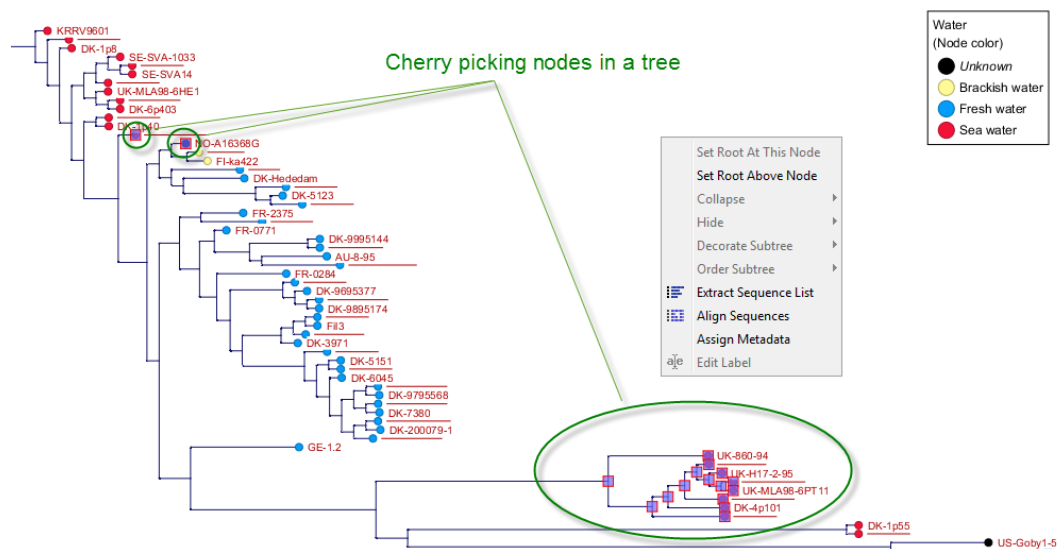 KRRV9601
DK-1p8
SE-SVA-1033
SE-SVA14
UK-MLA98-6HE1
DK-6p403
DK-1p40
NO-A16368G
FI-ka422
DK-Hededam
DK-5123
FR-2375
FR-0771
DK-9995144
AU-8-95
FR-0284
DK-9695377
DK-9895174
Fil3
DK-3971
DK-5151
DK-6045
DK-9795568
DK-7380
DK-200079-1
GE-1.2
Cherry picking nodes in a tree
Set Root At This Node
Set Root Above Node
Collapse
Hide
Decorate Subtree
Order Subtree
Extract Sequence List
Align Sequences
Assign Metadata
Edit Label
Water
(Node color)
Unknown
Brackish water
Fresh water
Sea water
UK-860-94
UK-H17-2-95
UK-MLA98-6PT11
DK-4p101
DK-1p55
US-Goby1-5